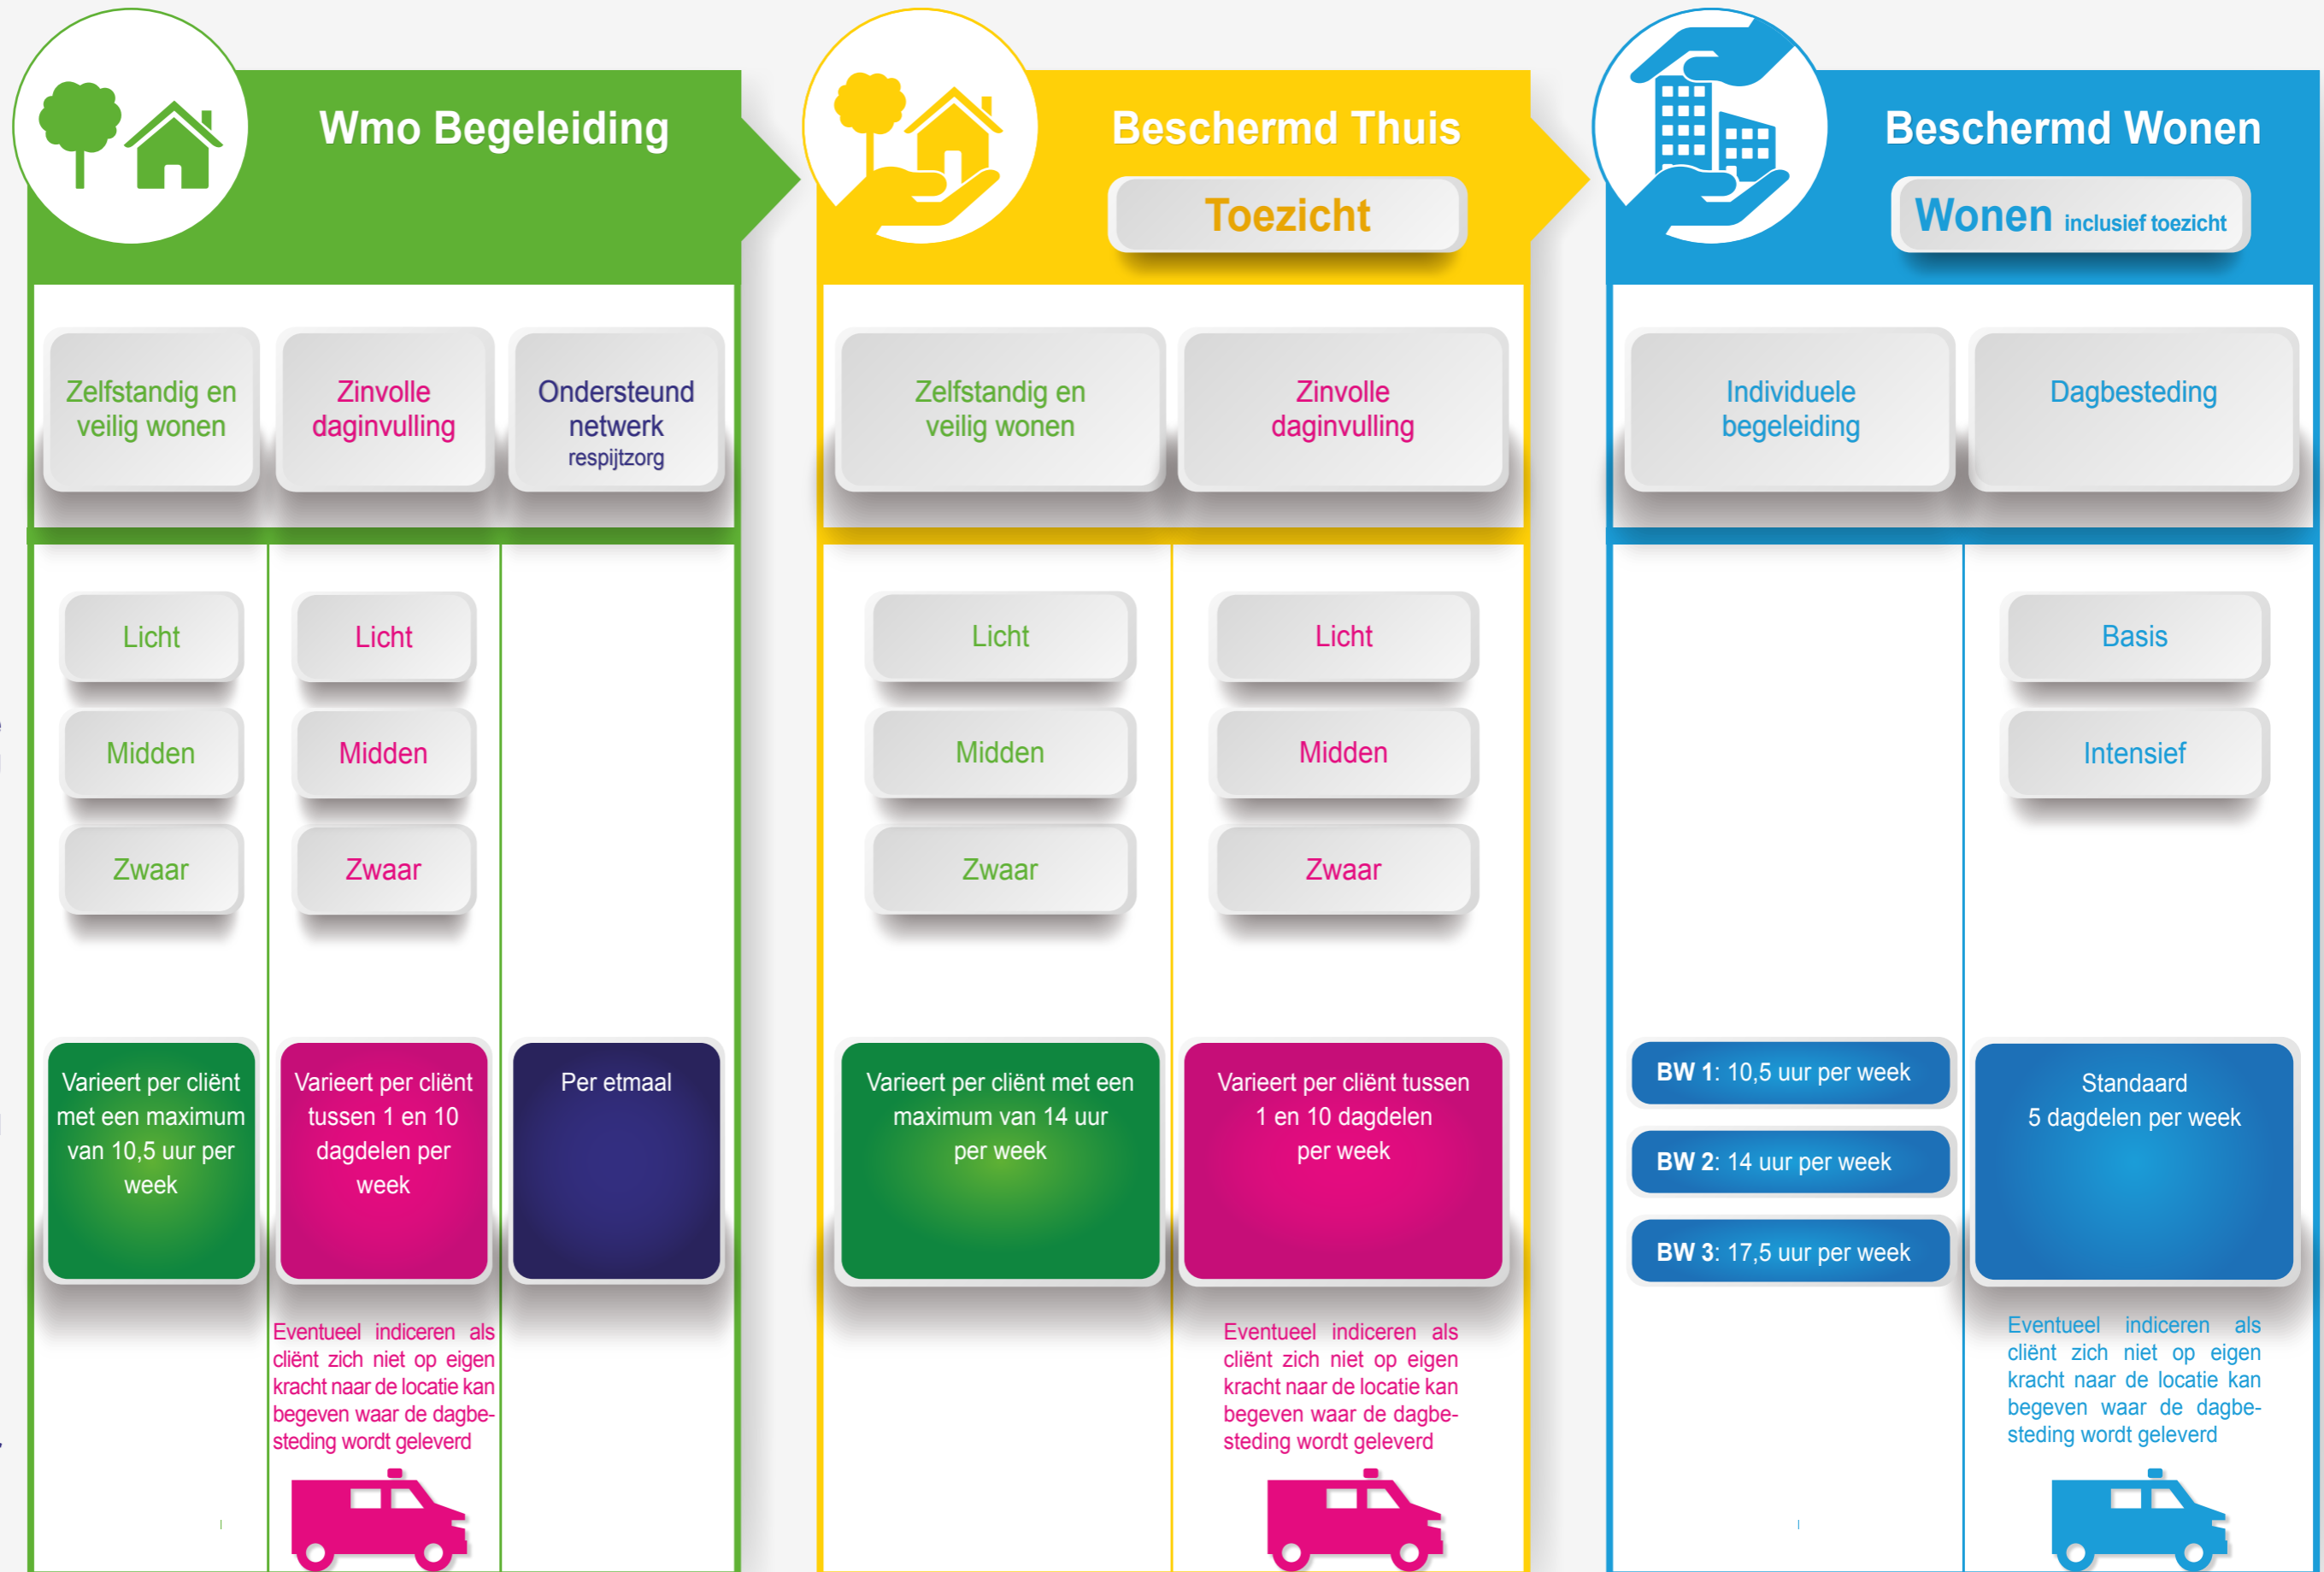 Wmo Begeleiding
Zelfstandig en
veilig wonen
Zinvolle
daginvulling
Ondersteund
netwerk
respijtzorg
Licht
Midden
Zwaar
Licht
Midden
Zwaar
Varieert per cliënt
met een maximum
van 10,5 uur per
week
Varieert per cliënt
tussen 1 en 10
dagdelen per
week
Per etmaal
Eventueel indiceren als
cliënt zich niet op eigen
kracht naar de locatie kan
begeven waar de dagbe-
steding wordt geleverd
Beschermd Thuis
Toezicht
Zelfstandig en
veilig wonen
Zinvolle
daginvulling
Licht
Midden
Zwaar
Licht
Midden
Zwaar
Varieert per cliënt met een
maximum van 14 uur
per week
Varieert per cliënt tussen
1 en 10 dagdelen
per week
Eventueel indiceren als
cliënt zich niet op eigen
kracht naar de locatie kan
begeven waar de dagbe-
steding wordt geleverd
Beschermd Wonen
Wonen inclusief toezicht
Individuele
begeleiding
Dagbesteding
Basis
Intensief
BW 1: 10,5 uur per week
BW 2: 14 uur per week
BW 3: 17,5 uur per week
Standaard
5 dagdelen per week
Eventueel indiceren als
cliënt zich niet op eigen
kracht naar de locatie kan
begeven waar de dagbe-
steding wordt geleverd